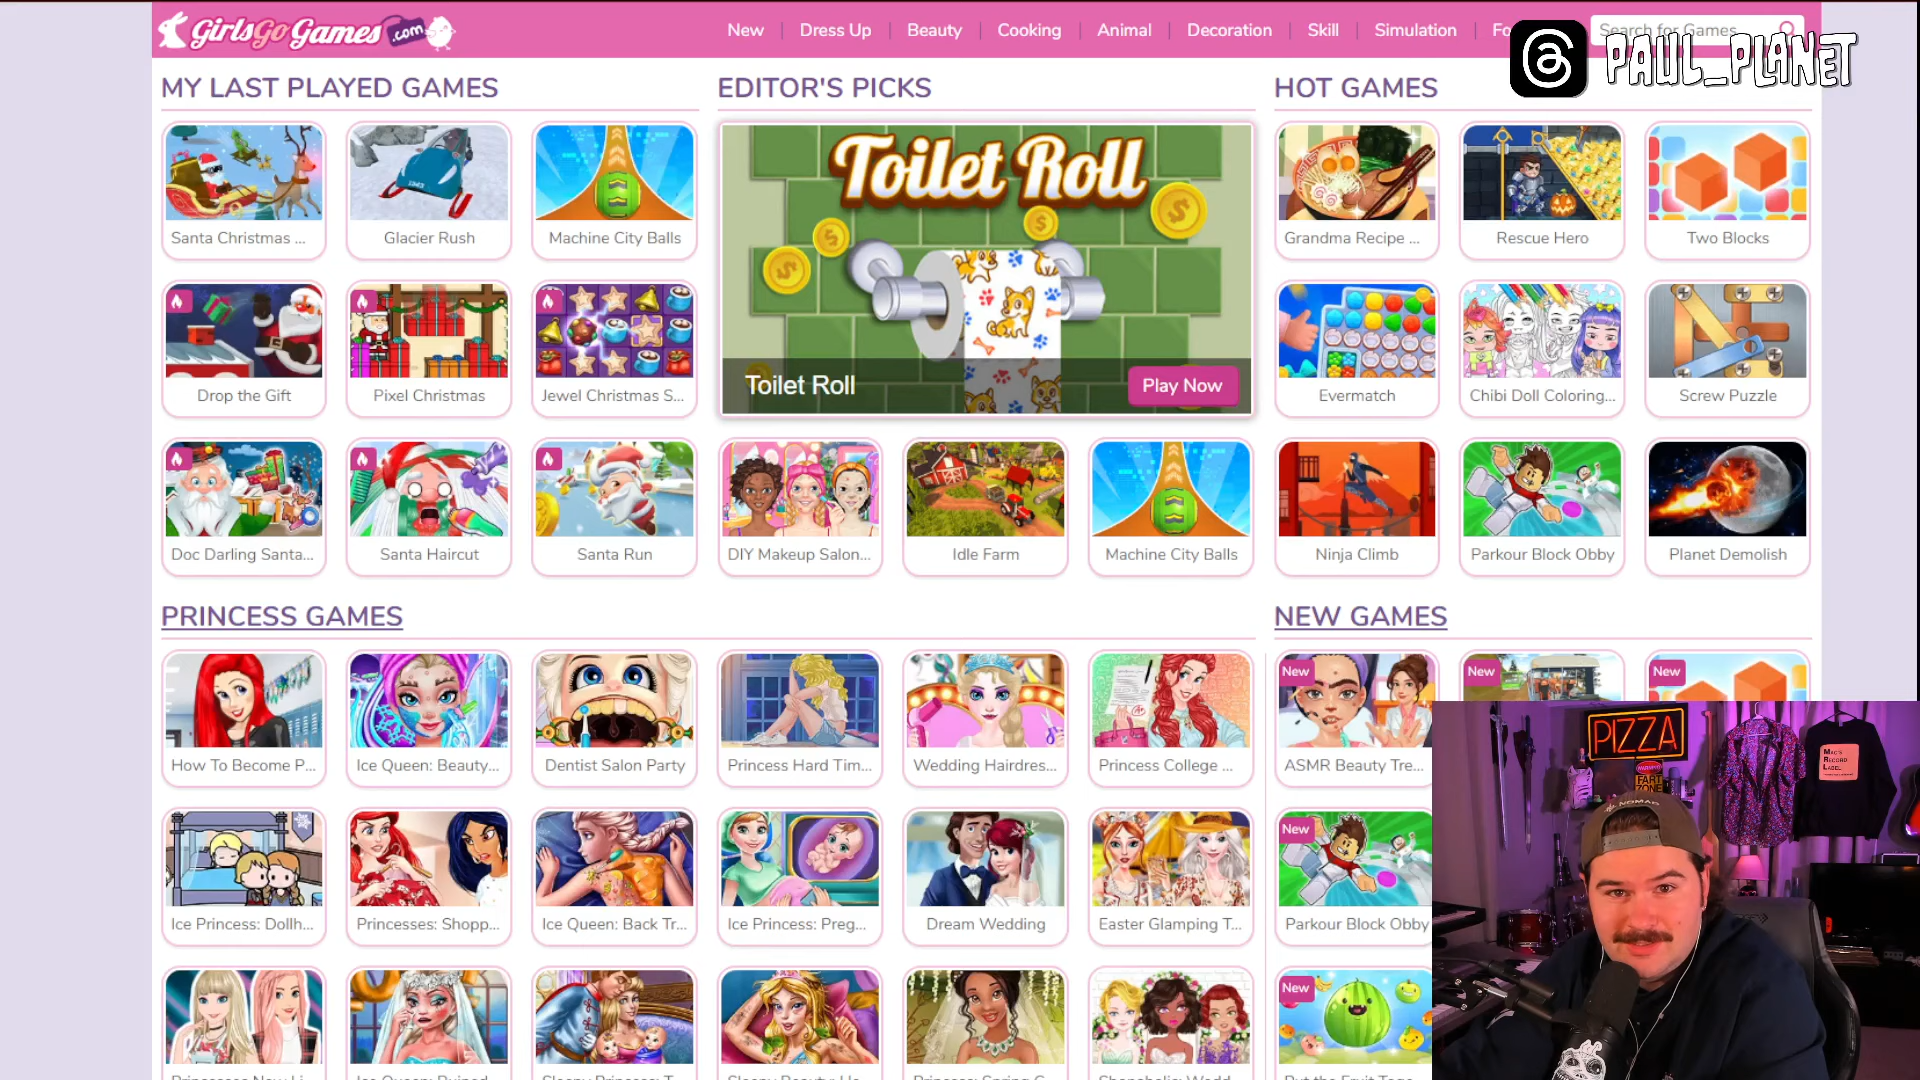 GirlsGoGames.com
New
Dress Up
Beauty
Cooking
Animal
Decoration
Skill
Simulation
Search for Games
PAUL_PLANET
MY LAST PLAYED GAMES
EDITOR'S PICKS
HOT GAMES
Toilet Roll
Santa Christmas ...
Glacier Rush
Machine City Balls
Grandma Recipe ...
Rescue Hero
Two Blocks
Drop the Gift
Pixel Christmas
Jewel Christmas S...
Toilet Roll
Play Now
Evermatch
Chibi Doll Coloring...
Screw Puzzle
Doc Darling Santa...
Santa Haircut
Santa Run
DIY Makeup Salon...
Idle Farm
Machine City Balls
Ninja Climb
Parkour Block Obby
Planet Demolish
PRINCESS GAMES
NEW GAMES
New
New
New
How To Become P...
Ice Queen: Beauty...
Dentist Salon Party
Princess Hard Tim...
Wedding Hairdres...
Princess College ...
ASMR Beauty Tre...
PIZZA
FART
ZONE
NOMAD
New
Ice Princess: Dollh...
Princesses: Shopp...
Ice Queen: Back Tr...
Ice Princess: Preg...
Dream Wedding
Easter Glamping T...
Parkour Block Obby
New